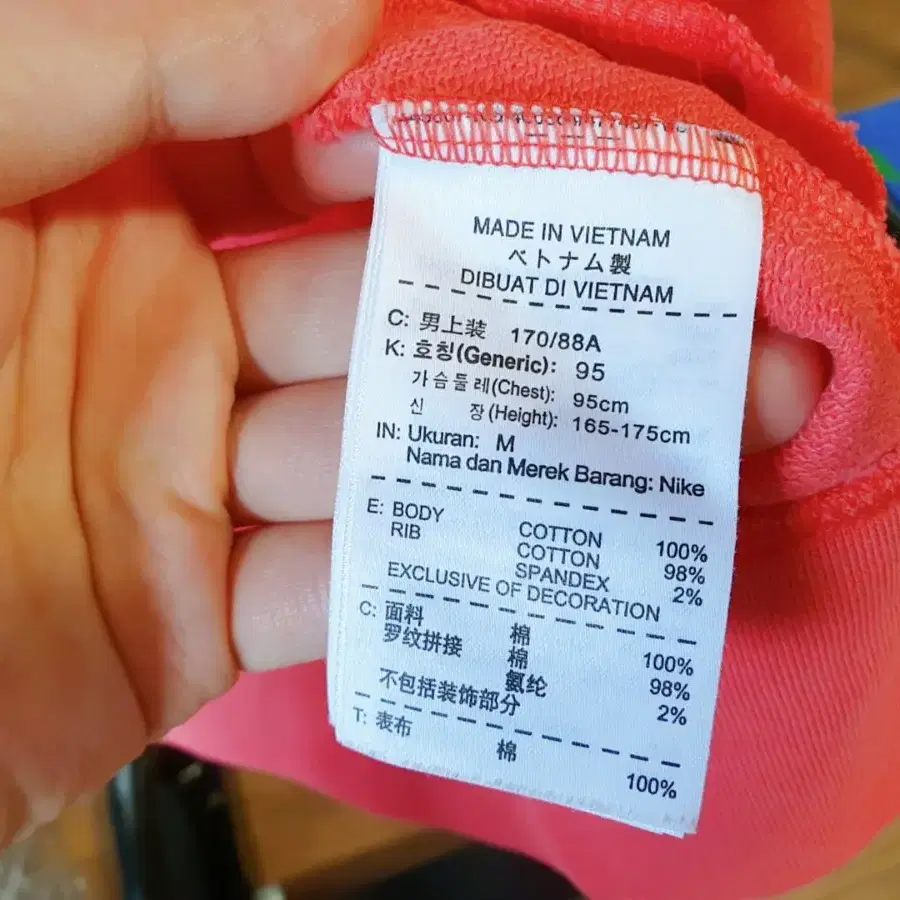 MADE IN VIETNAM
ベトナム製
DIBUAT DI VIETNAM
C: 男上装 170/88A
K: 호칭(Generic): 95
가슴둘레(Chest): 95cm
신 장(Height): 165-175cm
IN: Ukuran: M
Nama dan Merek Barang: Nike
E: BODY COTTON 100%
RIB COTTON 98%
SPANDEX 2%
EXCLUSIVE OF DECORATION
C: 面料 棉 100%
罗纹拼接 棉 98%
氨纶 2%
不包括装饰部分
T: 表布 棉 100%